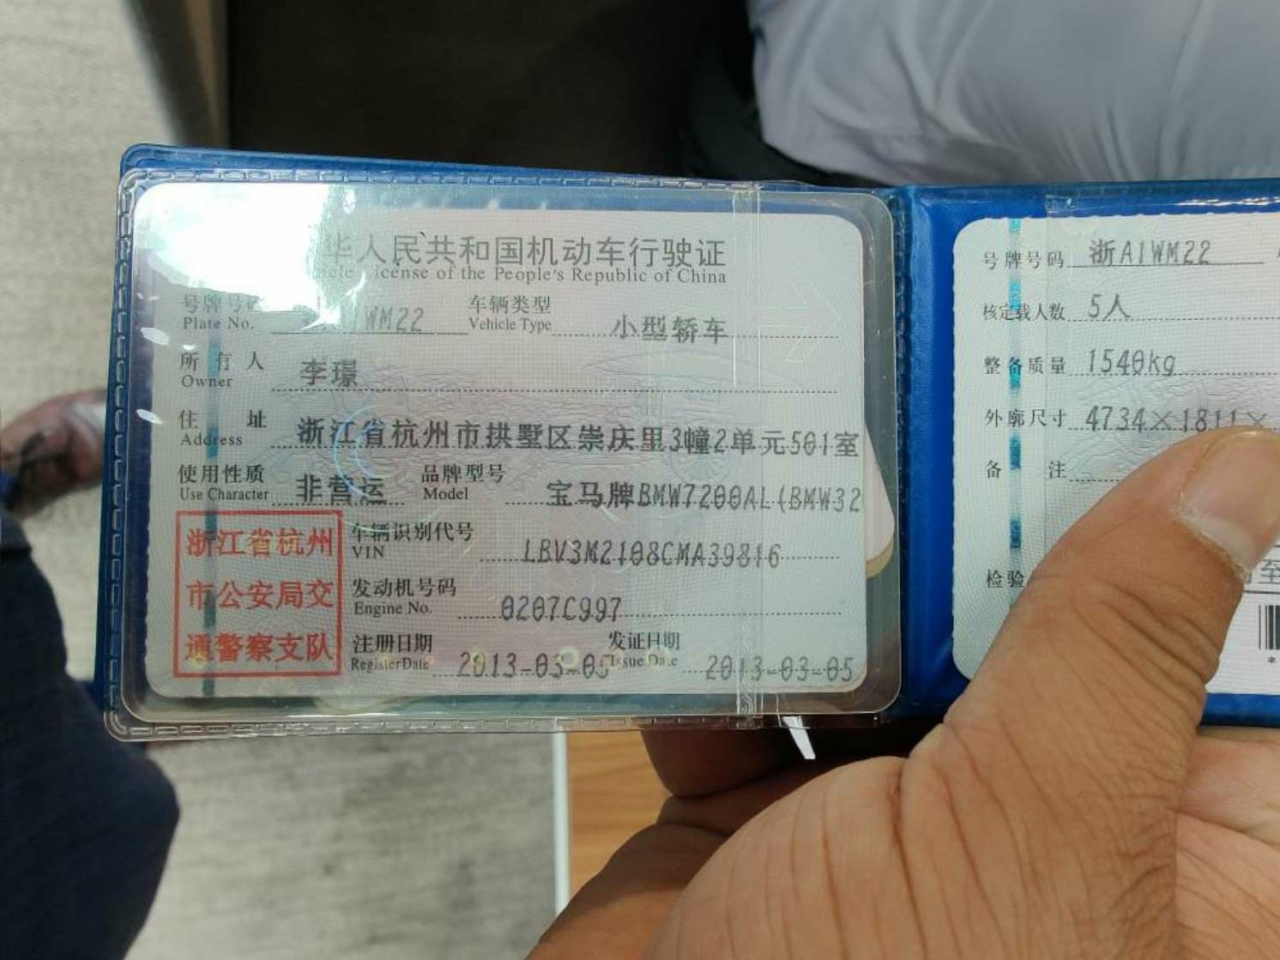 华人民共和国机动车行驶证
cle License of the People's Republic of China
号牌号码 WM22 车辆类型 小型轿车
Plate No. Vehicle Type
所有人 李璟
Owner
住址 浙江省杭州市拱墅区崇庆里3幢2单元501室
Address
使用性质 非营运 品牌型号 宝马牌BMW7200AL(BMW32
Use Character Model
浙江省杭州
市公安局交
通警察支队
车辆识别代号 LBV3M2108CMA39816
VIN
发动机号码 0207C997
Engine No.
注册日期 2013-03-05 发证日期 2013-03-05
Register Date Issue Date
号牌号码 浙A1WM22
核定载人数 5人
整备质量 1540kg
外廓尺寸 4734×1811×
备注
检验
至